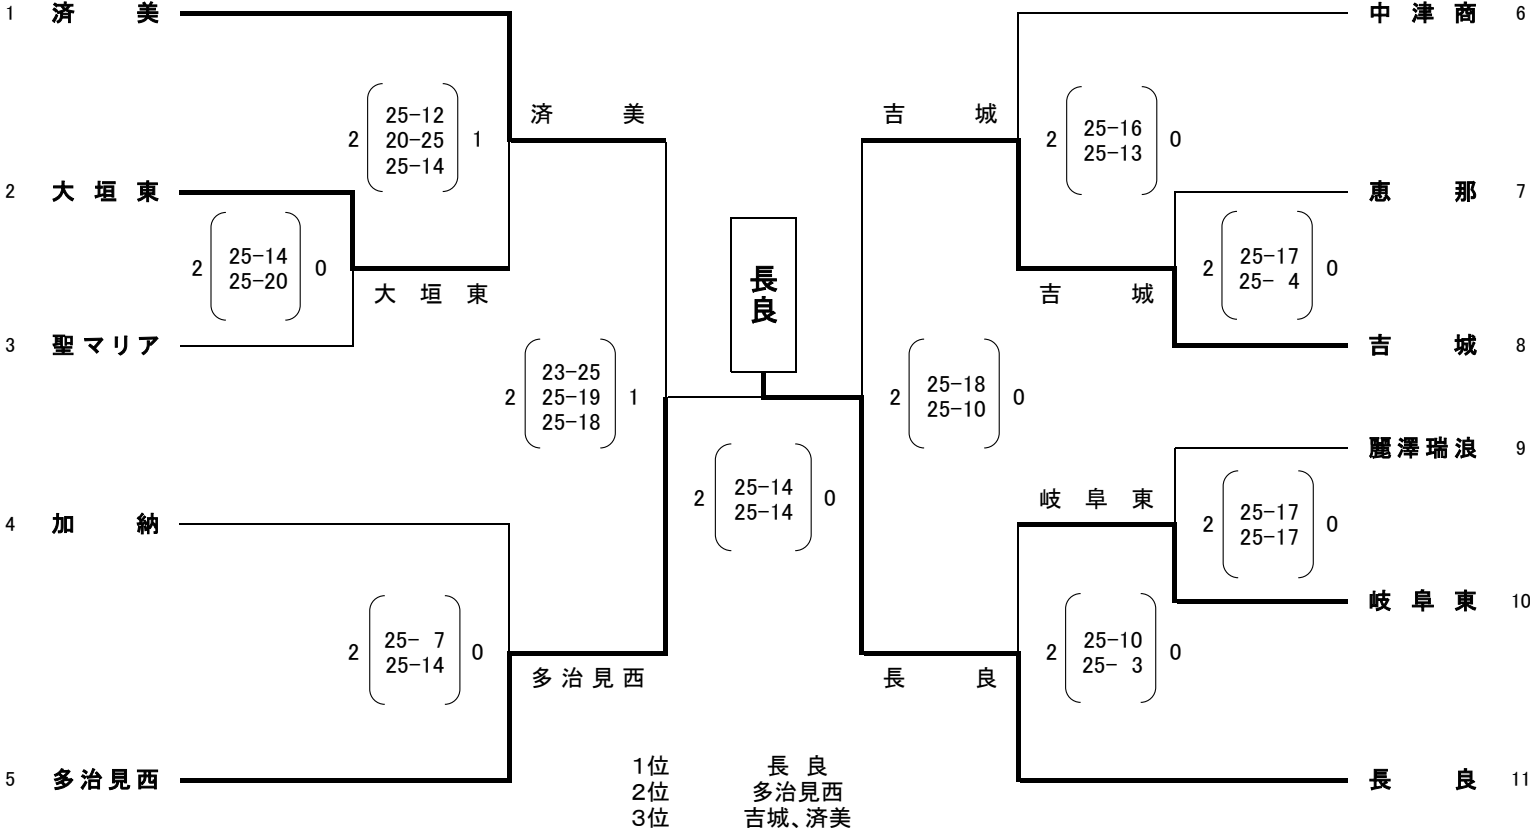 1 済美
2 大垣東
3 聖マリア
4 加納
5 多治見西
2 25-14 0
25-20
大垣東
2 25-12 1
20-25
25-14
済美
2 25- 7 0
25-14
多治見西
2 23-25 1
25-19
25-18
長良
2 25-14 0
25-14
吉城
2 25-18 0
25-10
長良
2 25-16 0
25-13
吉城
2 25-17 0
25- 4
岐阜東
2 25-10 0
25- 3
2 25-17 0
25-17
中津商 6
恵那 7
吉城 8
麗澤瑞浪 9
岐阜東 10
長良 11
1位 長良
2位 多治見西
3位 吉城、済美